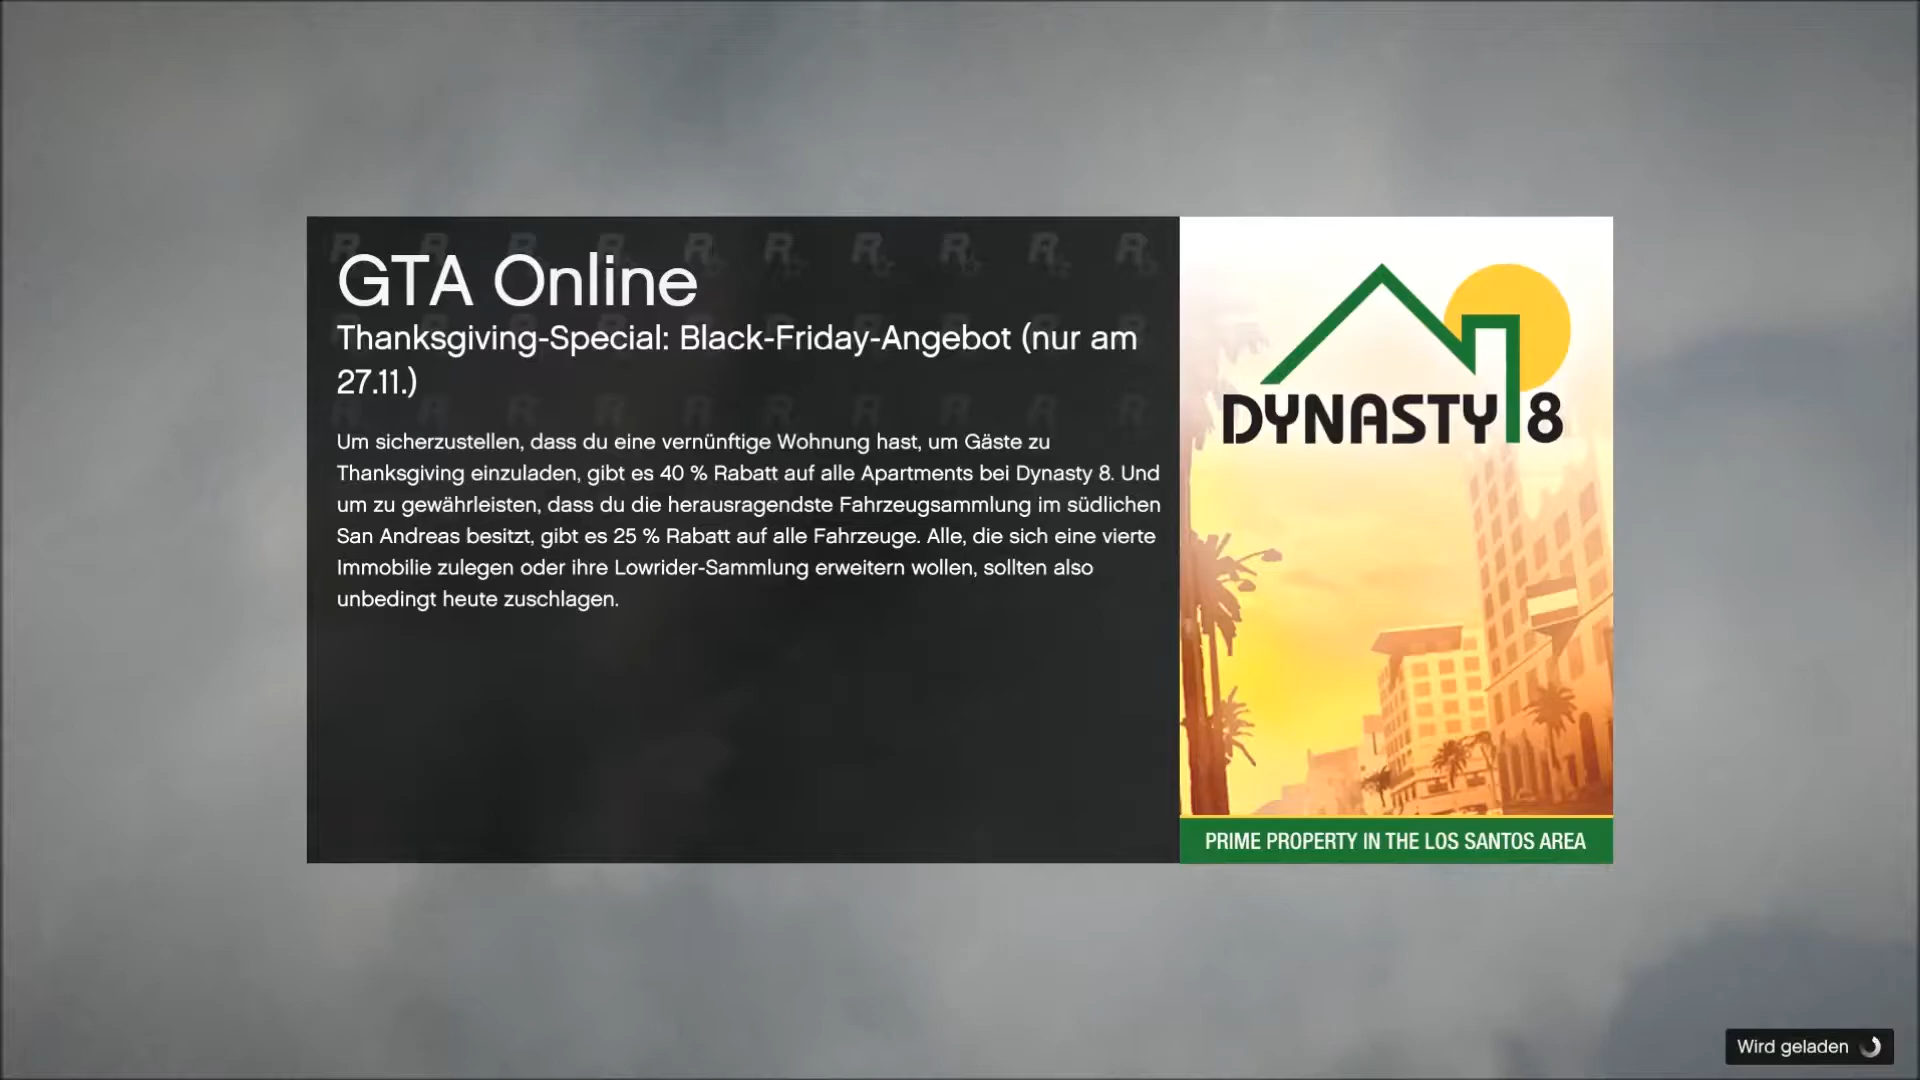 GTA Online
Thanksgiving-Special: Black-Friday-Angebot (nur am
27.11.)
Um sicherzustellen, dass du eine vernünftige Wohnung hast, um Gäste zu
Thanksgiving einzuladen, gibt es 40 % Rabatt auf alle Apartments bei Dynasty 8. Und
um zu gewährleisten, dass du die herausragendste Fahrzeugsammlung im südlichen
San Andreas besitzt, gibt es 25 % Rabatt auf alle Fahrzeuge. Alle, die sich eine vierte
Immobilie zulegen oder ihre Lowrider-Sammlung erweitern wollen, sollten also
unbedingt heute zuschlagen.
DYNASTY 8
PRIME PROPERTY IN THE LOS SANTOS AREA
Wird geladen